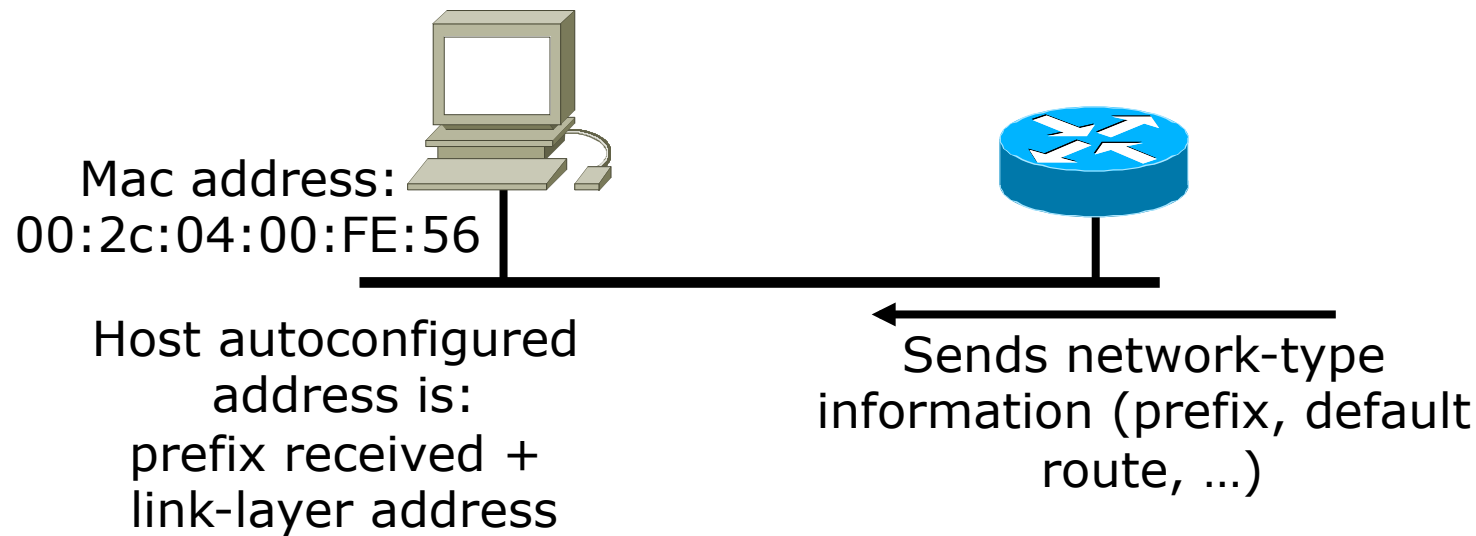 Mac address:
00:2c:04:00:FE:56
Host autoconfigured
address is:
prefix received +
link-layer address
Sends network-type
information (prefix, default
route, …)